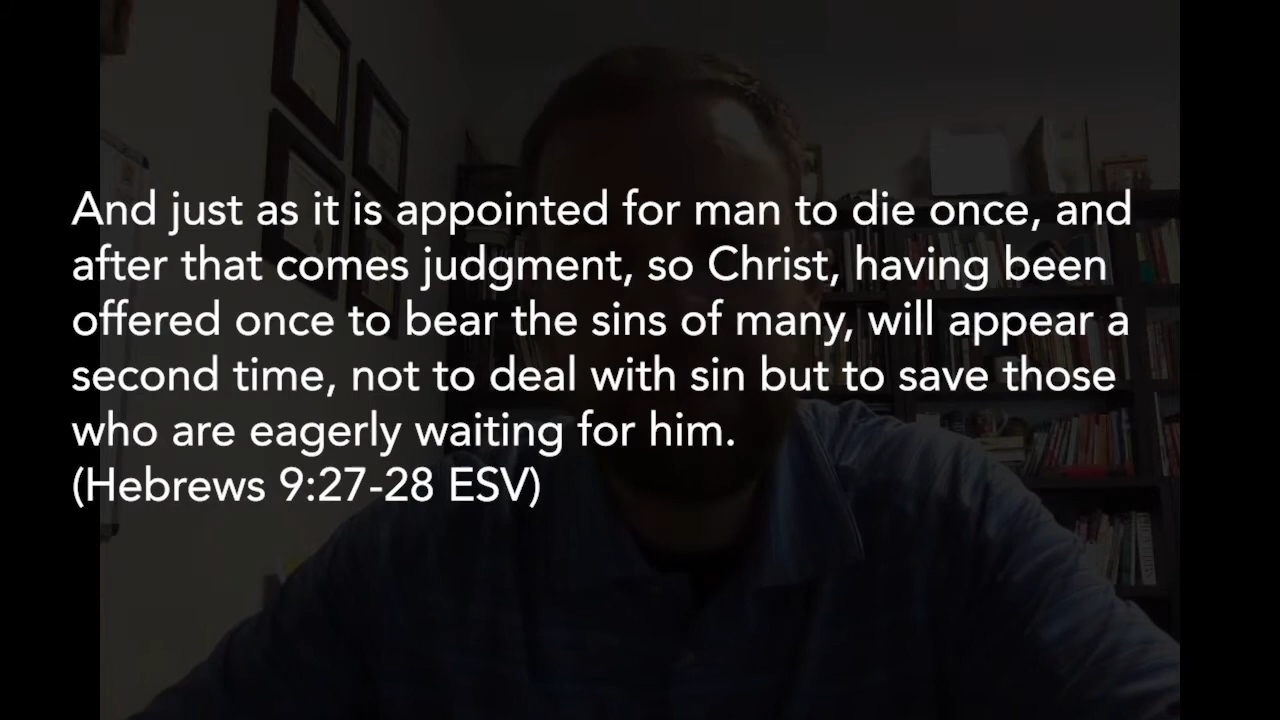 And just as it is appointed for man to die once, and
after that comes judgment, so Christ, having been
offered once to bear the sins of many, will appear a
second time, not to deal with sin but to save those
who are eagerly waiting for him.
(Hebrews 9:27-28 ESV)